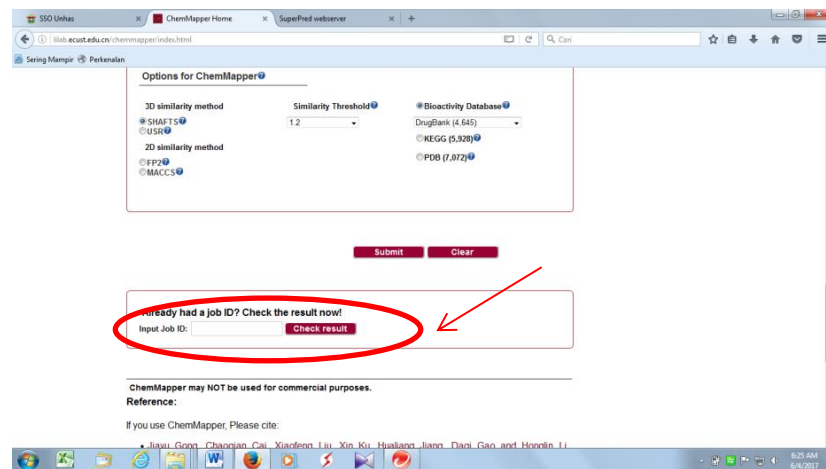 SSO Unhas
ChemMapper Home
SuperPred webserver
lilab.ecust.edu.cn/chemmapper/index.html
Cari
Sering Mampir
Perkenalan
Options for ChemMapper
3D similarity method
Similarity Threshold
Bioactivity Database
SHAFTS
1.2
DrugBank (4,645)
USR
KEGG (5,928)
2D similarity method
PDB (7,072)
FP2
MACCS
Submit
Clear
Already had a job ID? Check the result now!
Input Job ID:
Check result
ChemMapper may NOT be used for commercial purposes.
Reference:
If you use ChemMapper, Please cite:
Jiayu Gong, Chaoqian Cai, Xiaofeng Liu, Xin Ku, Hualiang Jiang, Daqi Gao and Honglin Li
6:25 AM
6/4/2017